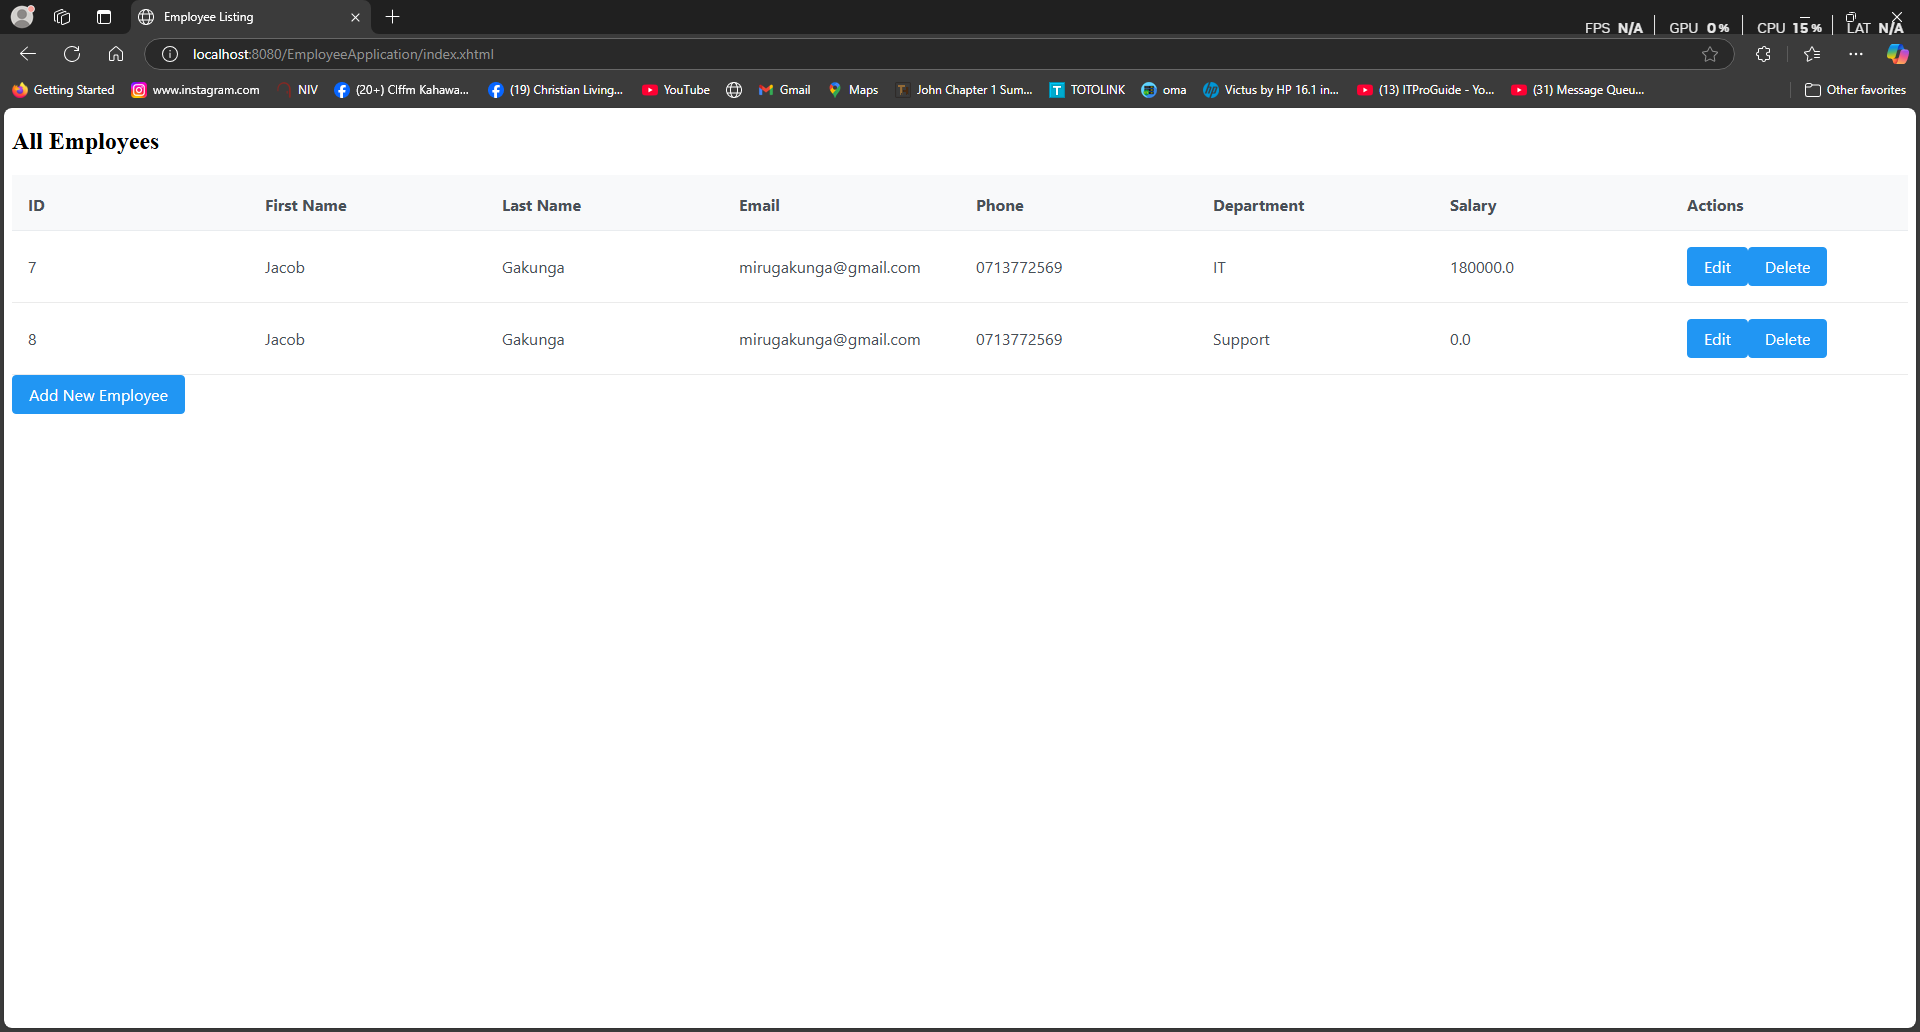 Employee Listing
FPS N/A GPU 0% CPU 15% LAT N/A
localhost:8080/EmployeeApplication/index.xhtml
Getting Started www.instagram.com NIV (20+) Clffm Kahawa... (19) Christian Living... YouTube Gmail Maps John Chapter 1 Sum... TOTOLINK oma Victus by HP 16.1 in... (13) ITProGuide - Yo... (31) Message Queu... Other favorites
All Employees
ID First Name Last Name Email Phone Department Salary Actions
7 Jacob Gakunga mirugakunga@gmail.com 0713772569 IT 180000.0 Edit Delete
8 Jacob Gakunga mirugakunga@gmail.com 0713772569 Support 0.0 Edit Delete
Add New Employee